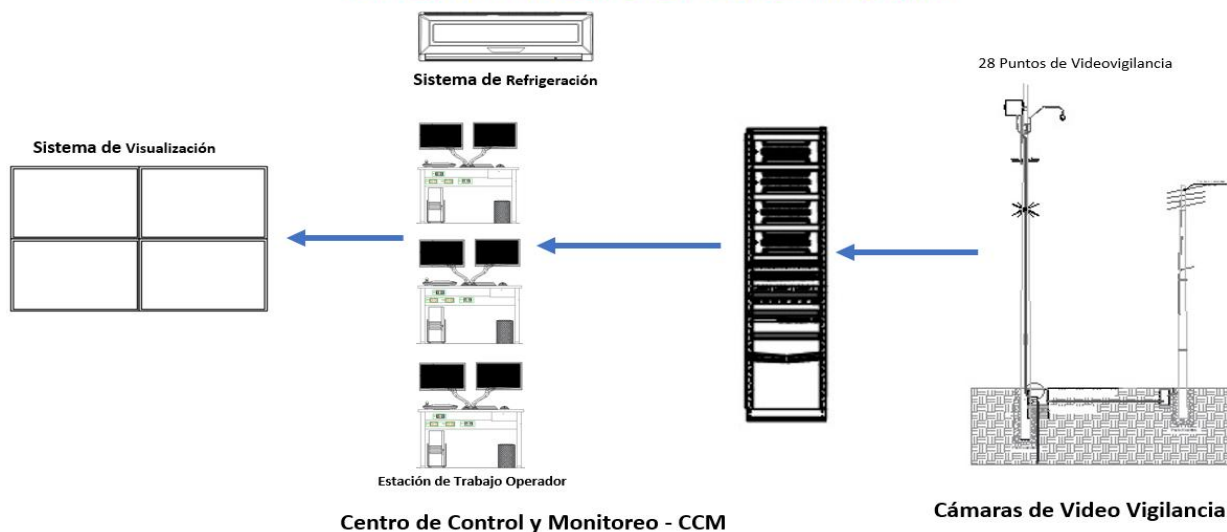 Sistema de Refrigeración
28 Puntos de Videovigilancia
Sistema de Visualización
Estación de Trabajo Operador
Cámaras de Video Vigilancia
Centro de Control y Monitoreo - CCM